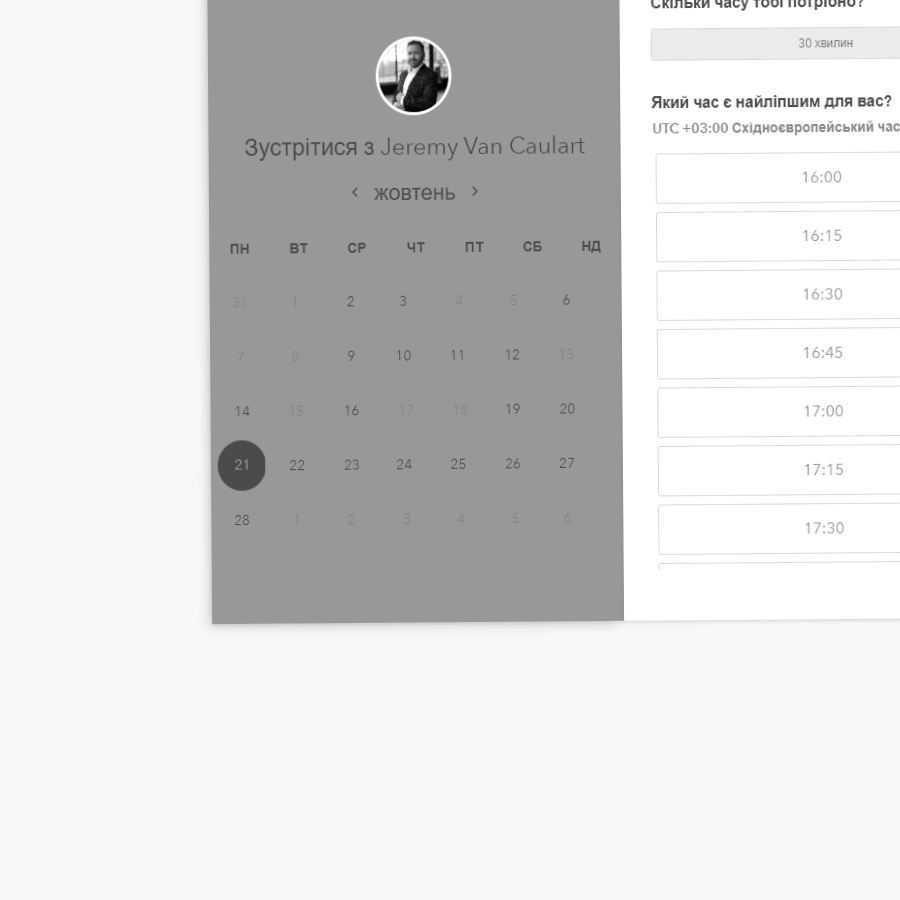 Зустрітися з Jeremy Van Caulart
‹ жовтень ›
ПН ВТ СР ЧТ ПТ СБ НД
31 1 2 3 4 5 6
7 8 9 10 11 12 13
14 15 16 17 18 19 20
21 22 23 24 25 26 27
28 1 2 3 4 5 6
Скільки часу тобі потрібно?
30 хвилин
Який час є найліпшим для вас?
UTC +03:00 Східноєвропейський час
16:00
16:15
16:30
16:45
17:00
17:15
17:30